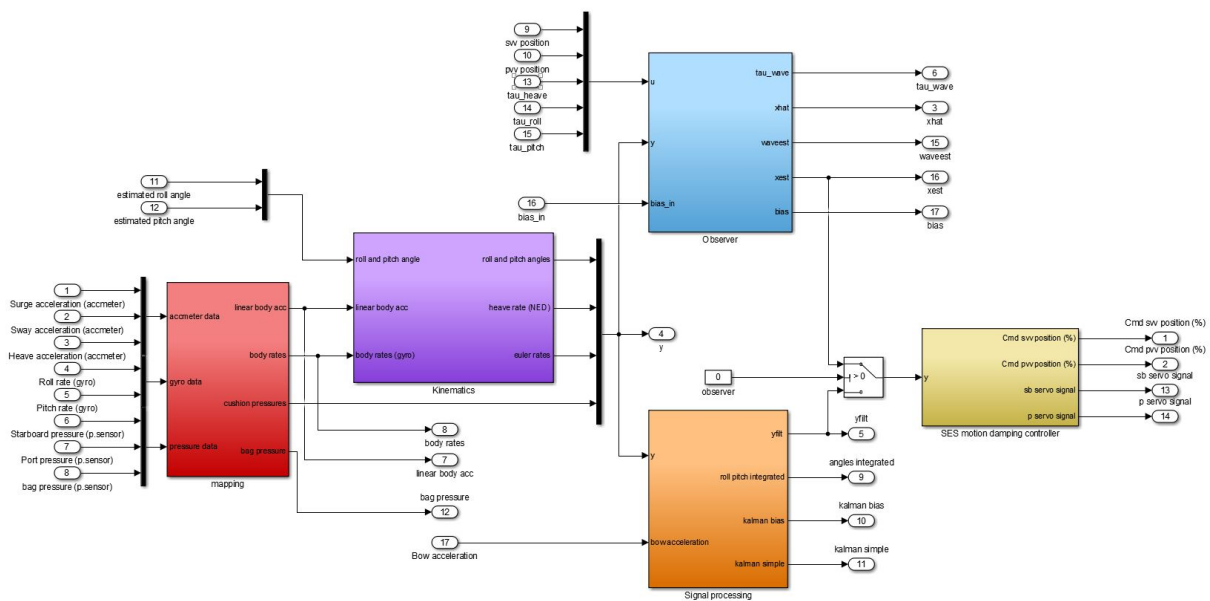 9
svv position
10
pvv position
13
tau_heave
14
tau_roll
15
tau_pitch
u
y
bias_in
tau_wave
xhat
waveest
xest
bias
Observer
6
tau_wave
3
xhat
15
waveest
16
xest
17
bias
11
estimated roll angle
12
estimated pitch angle
16
bias_in
1
Surge acceleration (accmeter)
2
Sway acceleration (accmeter)
3
Heave acceleration (accmeter)
4
Roll rate (gyro)
5
Pitch rate (gyro)
6
Starboard pressure (p.sensor)
7
Port pressure (p.sensor)
8
bag pressure (p.sensor)
accmeter data
gyro data
pressure data
linear body acc
body rates
cushion pressures
bag pressure
mapping
roll and pitch angle
linear body acc
body rates (gyro)
roll and pitch angles
heave rate (NED)
euler rates
Kinematics
4
y
8
body rates
7
linear body acc
bag pressure
12
17
Bow acceleration
y
bow acceleration
yfilt
roll pitch integrated
kalman bias
kalman simple
Signal processing
0
observer
> 0
yfilt
5
angles integrated
9
kalman bias
10
kalman simple
11
y
Cmd svv position (%)
Cmd pvv position (%)
sb servo signal
p servo signal
SES motion damping controller
Cmd svv position (%)
1
Cmd pvv position (%)
2
sb servo signal
13
p servo signal
14